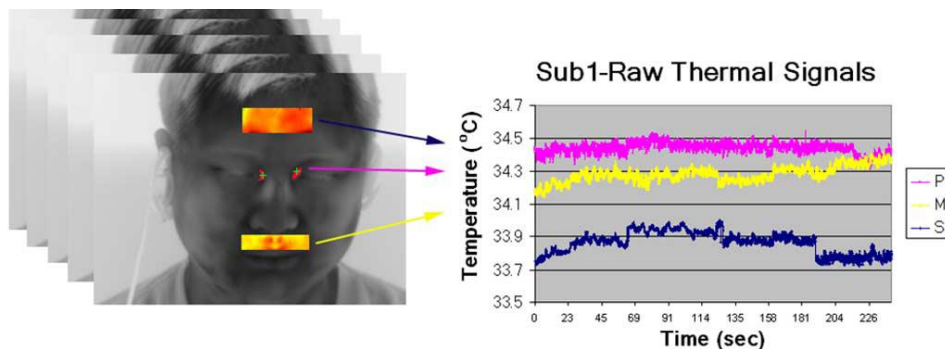 Sub1-Raw Thermal Signals
Temperature (°C)
34.7
34.5
34.3
34.1
33.9
33.7
33.5
0 23 45 69 91 114 135 158 181 204 226
Time (sec)
P
M
S